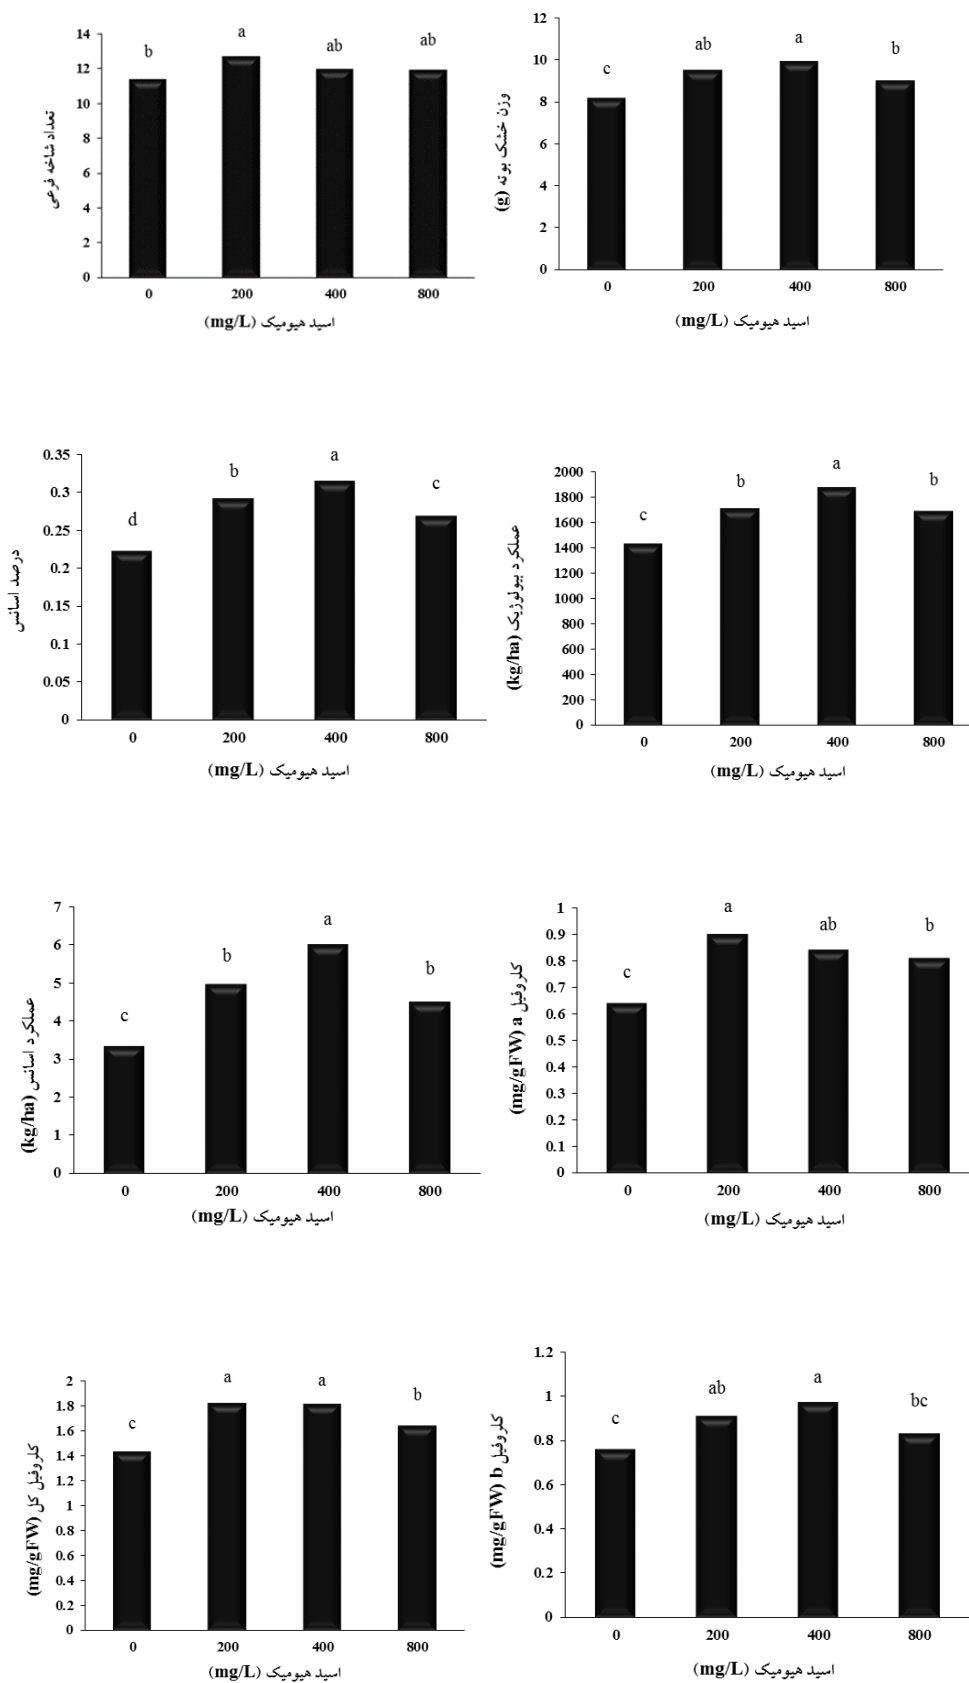 b a ab ab
14
12
10
8
6
4
2
0
تعداد شاخه فرعی
0 200 400 800
اسید هیومیک (mg/L)
c ab a b
12
10
8
6
4
2
0
وزن خشک بوته (g)
0 200 400 800
اسید هیومیک (mg/L)
d b a c
0.35
0.3
0.25
0.2
0.15
0.1
0.05
0
درصد اسانس
0 200 400 800
اسید هیومیک (mg/L)
c b a b
2000
1800
1600
1400
1200
1000
800
600
400
200
0
عملکرد بیولوژیک (kg/ha)
0 200 400 800
اسید هیومیک (mg/L)
c b a b
7
6
5
4
3
2
1
0
عملکرد اسانس (kg/ha)
0 200 400 800
اسید هیومیک (mg/L)
c a ab b
1
0.9
0.8
0.7
0.6
0.5
0.4
0.3
0.2
0.1
0
کلروفیل a (mg/gFW)
0 200 400 800
اسید هیومیک (mg/L)
c a a b
2
1.8
1.6
1.4
1.2
1
0.8
0.6
0.4
0.2
0
کلروفیل کل (mg/gFW)
0 200 400 800
اسید هیومیک (mg/L)
c ab a bc
1.2
1
0.8
0.6
0.4
0.2
0
کلروفیل b (mg/gFW)
0 200 400 800
اسید هیومیک (mg/L)